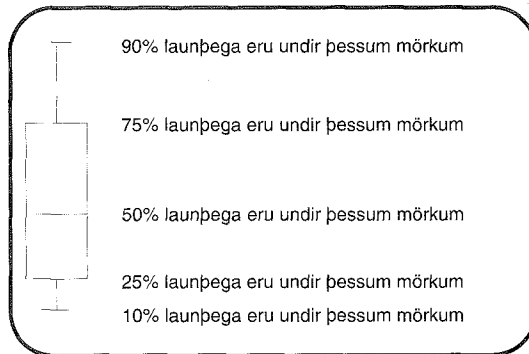 90% launþega eru undir þessum mörkum
75% launþega eru undir þessum mörkum
50% launþega eru undir þessum mörkum
25% launþega eru undir þessum mörkum
10% launþega eru undir þessum mörkum